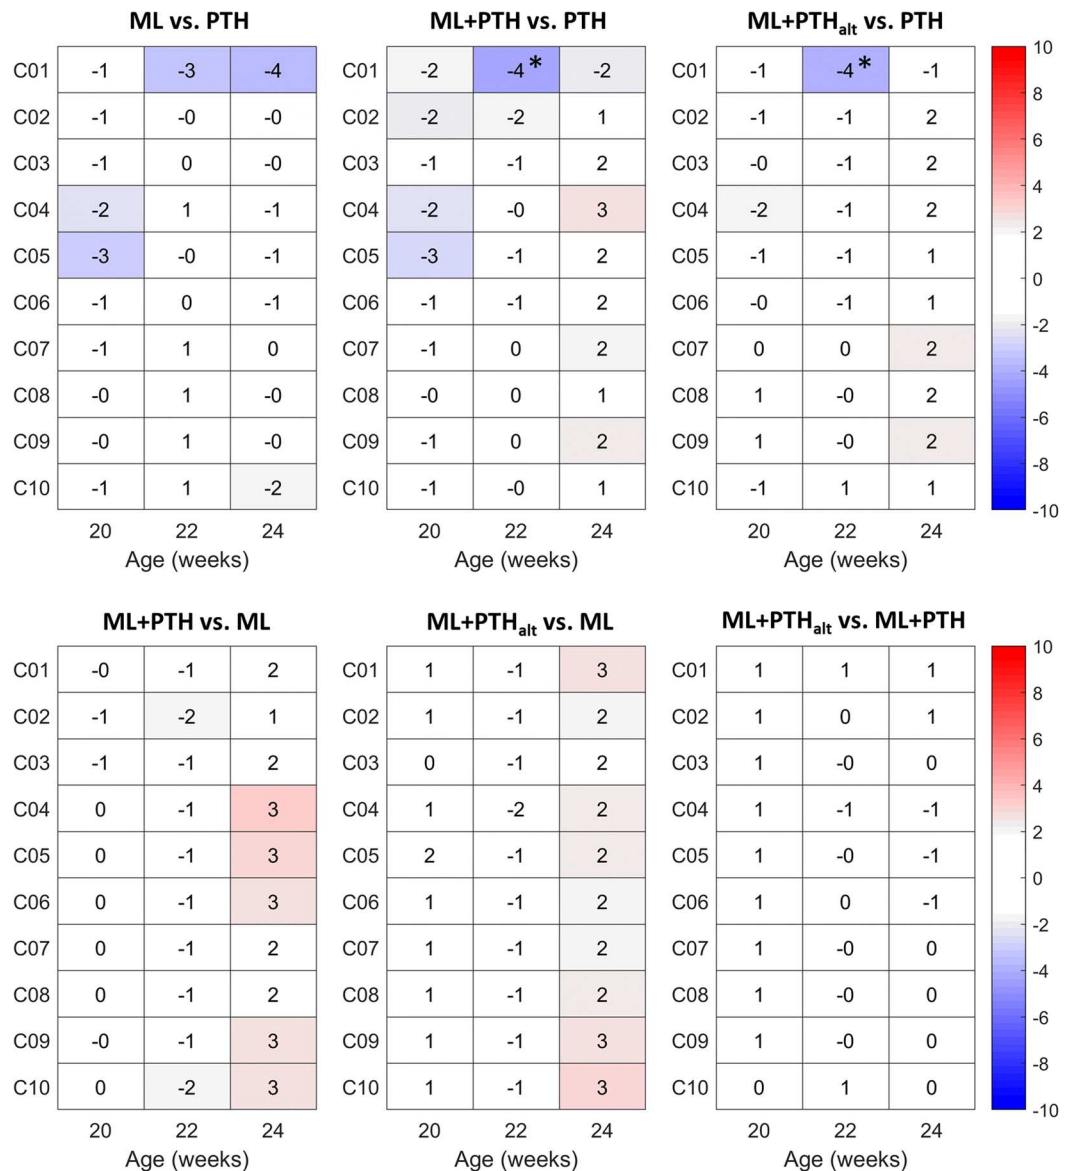 ML vs. PTH ML+PTH vs. PTH ML+PTHalt vs. PTH
C01 -1 -3 -4 C01 -2 -4* -2 C01 -1 -4* -1 10
C02 -1 -0 -0 C02 -2 -2 1 C02 -1 -1 2 8
C03 -1 0 -0 C03 -1 -1 2 C03 -0 -1 2 6
C04 -2 1 -1 C04 -2 -0 3 C04 -2 -1 2 4
C05 -3 -0 -1 C05 -3 -1 2 C05 -1 -1 1 2
C06 -1 0 -1 C06 -1 -1 2 C06 -0 -1 1 0
C07 -1 1 0 C07 -1 0 2 C07 0 0 2 -2
C08 -0 1 -0 C08 -0 0 1 C08 1 -0 2 -4
C09 -0 1 -0 C09 -1 0 2 C09 1 -0 2 -6
C10 -1 1 -2 C10 -1 -0 1 C10 -1 1 1 -8
-10
20 22 24 20 22 24 20 22 24
Age (weeks) Age (weeks) Age (weeks)
ML+PTH vs. ML ML+PTHalt vs. ML ML+PTHalt vs. ML+PTH
C01 -0 -1 2 C01 1 -1 3 C01 1 1 1 10
C02 -1 -2 1 C02 1 -1 2 C02 1 0 1 8
C03 -1 -1 2 C03 0 -1 2 C03 1 -0 0 6
C04 0 -1 3 C04 1 -2 2 C04 1 -1 -1 4
C05 0 -1 3 C05 2 -1 2 C05 1 -0 -1 2
C06 0 -1 3 C06 1 -1 2 C06 1 0 -1 0
C07 0 -1 2 C07 1 -1 2 C07 1 -0 0 -2
C08 0 -1 2 C08 1 -1 2 C08 1 -0 0 -4
C09 -0 -1 3 C09 1 -1 3 C09 1 -0 0 -6
C10 0 -2 3 C10 1 -1 3 C10 0 1 0 -8
-10
20 22 24 20 22 24 20 22 24
Age (weeks) Age (weeks) Age (weeks)